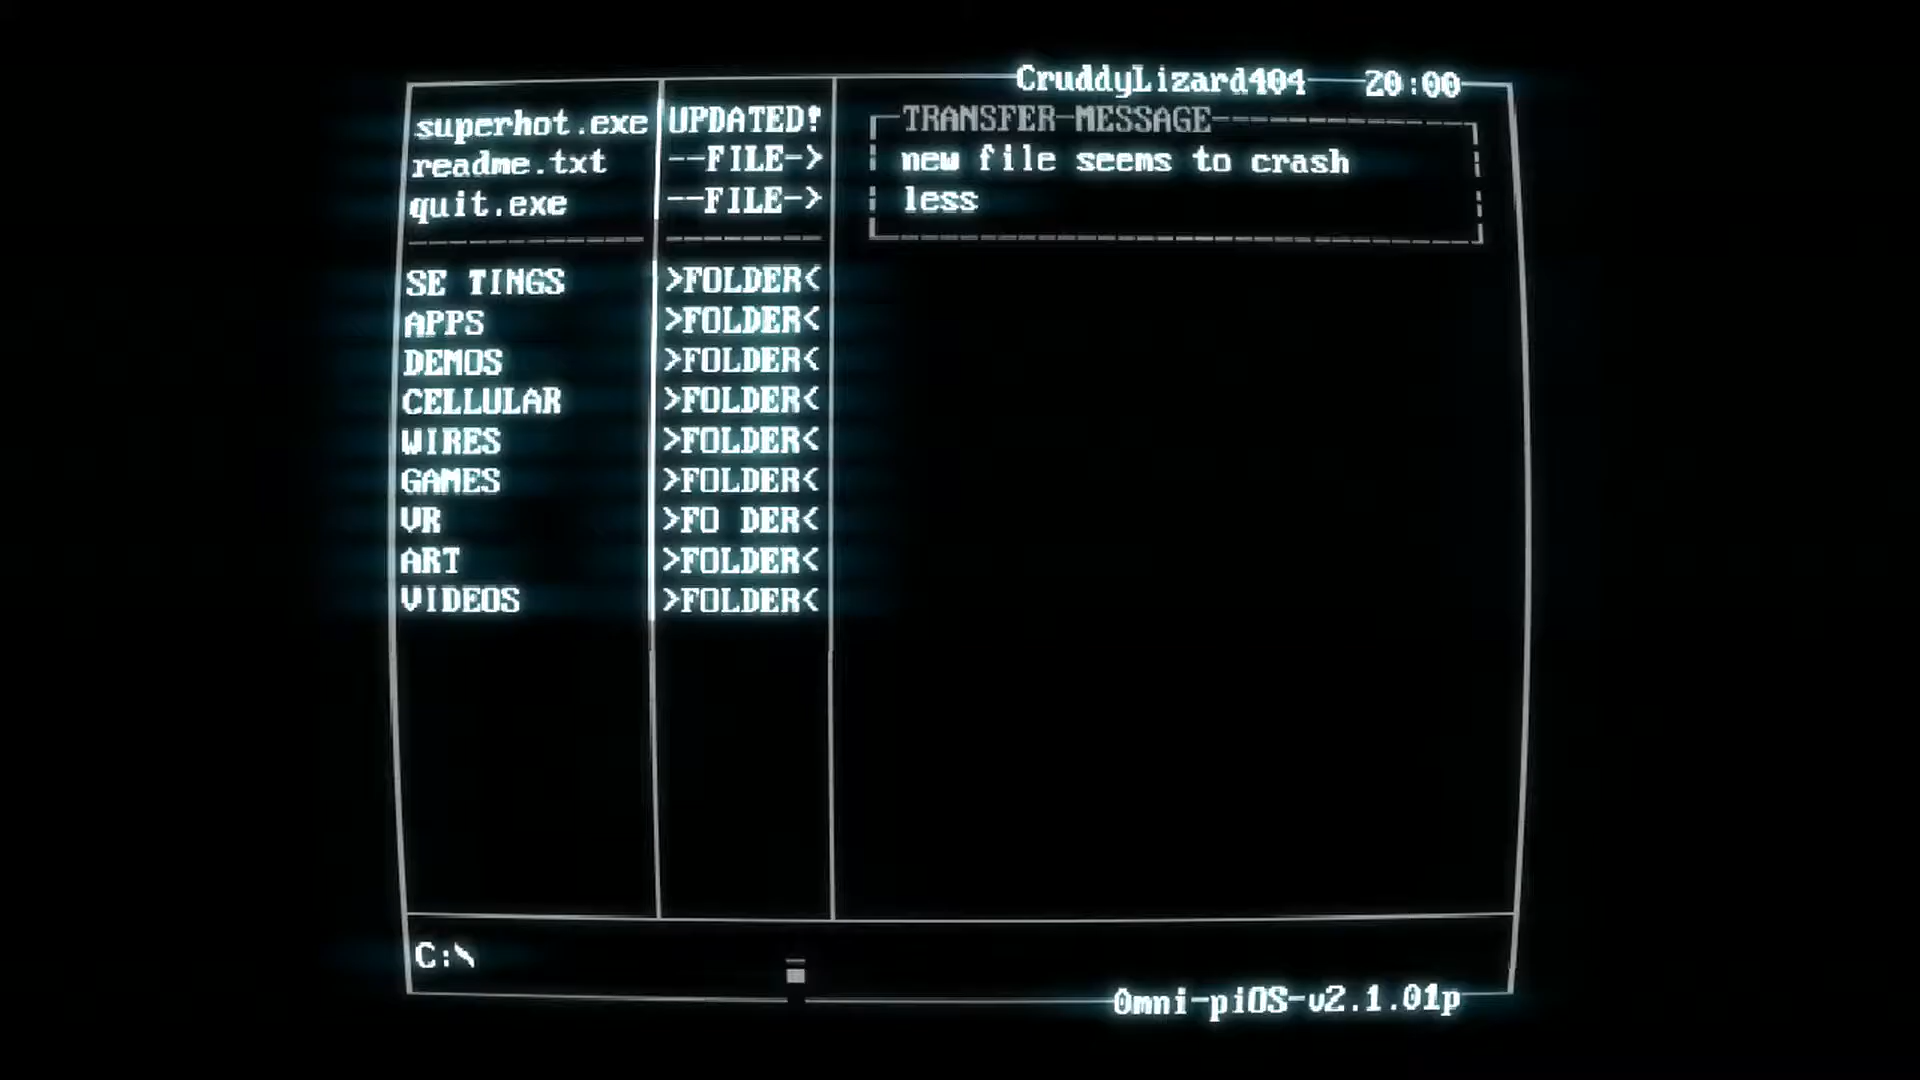 CruddyLizard404 20:00
superhot.exe UPDATED!
readme.txt --FILE->
quit.exe --FILE->
TRANSFER-MESSAGE
new file seems to crash
less
SE TINGS >FOLDER<
APPS >FOLDER<
DEMOS >FOLDER<
CELLULAR >FOLDER<
WIRES >FOLDER<
GAMES >FOLDER<
VR >FO DER<
ART >FOLDER<
VIDEOS >FOLDER<
C:\
Omni-piOS-v2.1.01p